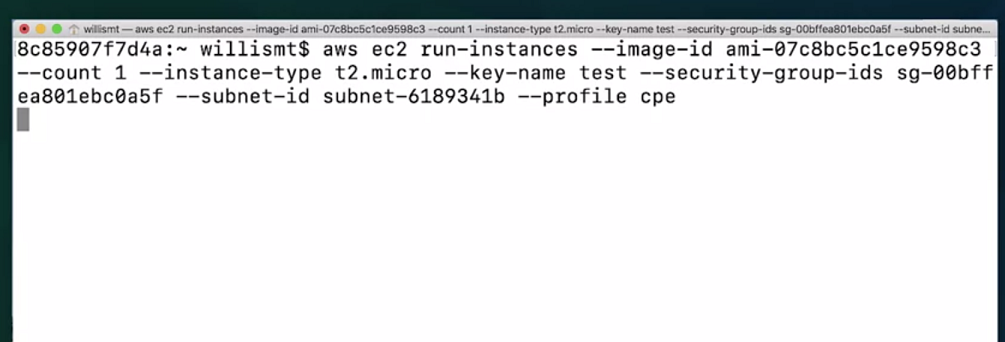 willismt — aws ec2 run-instances --image-id ami-07c8bc5c1ce9598c3 --count 1 --instance-type t2.micro --key-name test --security-group-ids sg-00bffea801ebc0a5f --subnet-id subne...
8c85907f7d4a:~ willismt$ aws ec2 run-instances --image-id ami-07c8bc5c1ce9598c3
--count 1 --instance-type t2.micro --key-name test --security-group-ids sg-00bff
ea801ebc0a5f --subnet-id subnet-6189341b --profile cpe